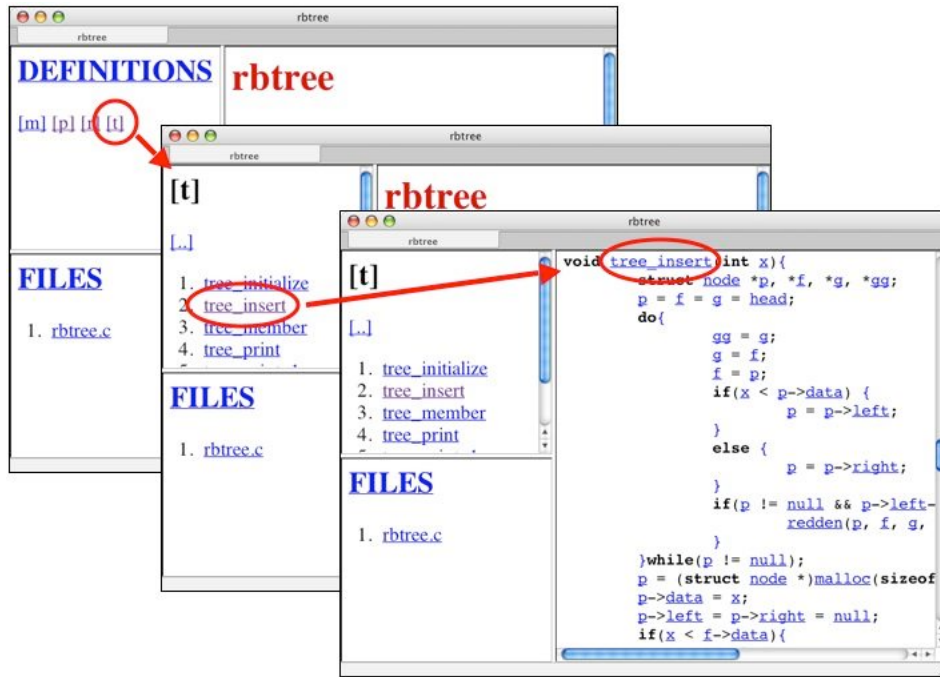 rbtree
rbtree
DEFINITIONS
[m] [p] [r] [t]
rbtree
FILES
1. rbtree.c
rbtree
rbtree
[t]
[..]
1. tree_initialize
2. tree_insert
3. tree_member
4. tree_print
rbtree
FILES
1. rbtree.c
rbtree
rbtree
[t]
[..]
1. tree_initialize
2. tree_insert
3. tree_member
4. tree_print
FILES
1. rbtree.c
void tree_insert(int x){
struct node *p, *f, *g, *gg;
p = f = g = head;
do{
gg = g;
g = f;
f = p;
if(x < p->data) {
p = p->left;
}
else {
p = p->right;
}
if(p != null && p->left-
redden(p, f, g,
}
}while(p != null);
p = (struct node *)malloc(sizeof
p->data = x;
p->left = p->right = null;
if(x < f->data){